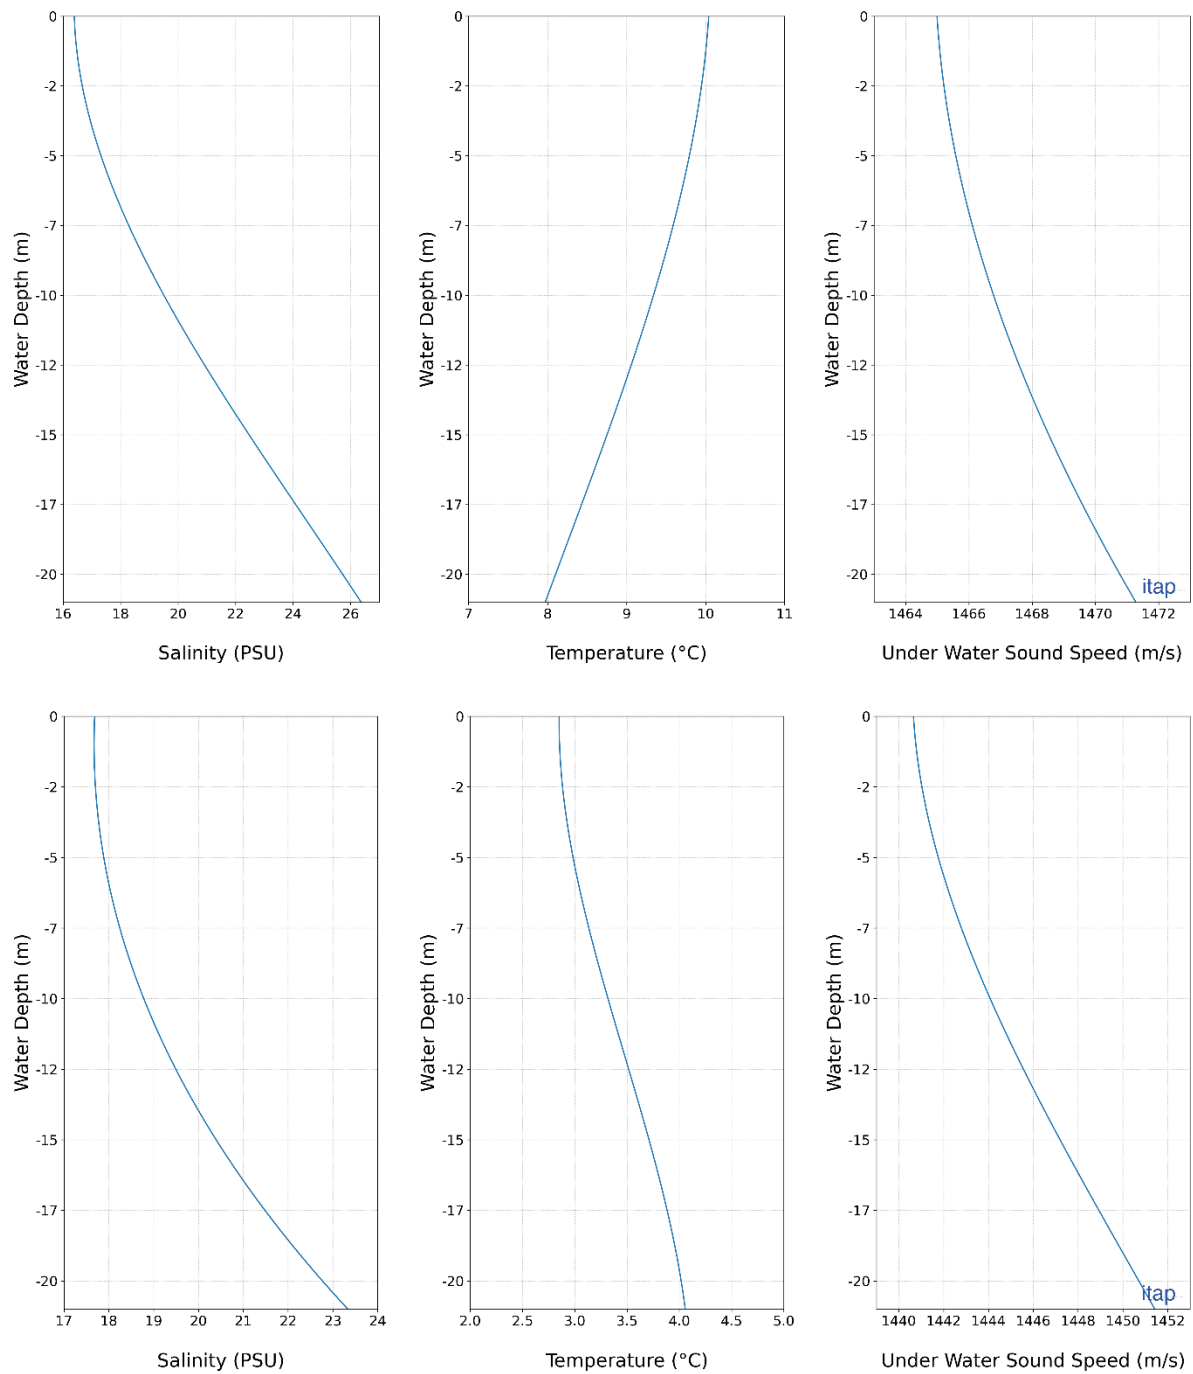 0
-2
-5
-7
-10
-12
-15
-17
-20
16 18 20 22 24 26
Water Depth (m)
Salinity (PSU)
0
-2
-5
-7
-10
-12
-15
-17
-20
7 8 9 10 11
Water Depth (m)
Temperature (°C)
0
-2
-5
-7
-10
-12
-15
-17
-20
1464 1466 1468 1470 1472
Water Depth (m)
Under Water Sound Speed (m/s)
itap
0
-2
-5
-7
-10
-12
-15
-17
-20
17 18 19 20 21 22 23 24
Water Depth (m)
Salinity (PSU)
0
-2
-5
-7
-10
-12
-15
-17
-20
2.0 2.5 3.0 3.5 4.0 4.5 5.0
Water Depth (m)
Temperature (°C)
0
-2
-5
-7
-10
-12
-15
-17
-20
1440 1442 1444 1446 1448 1450 1452
Water Depth (m)
Under Water Sound Speed (m/s)
itap